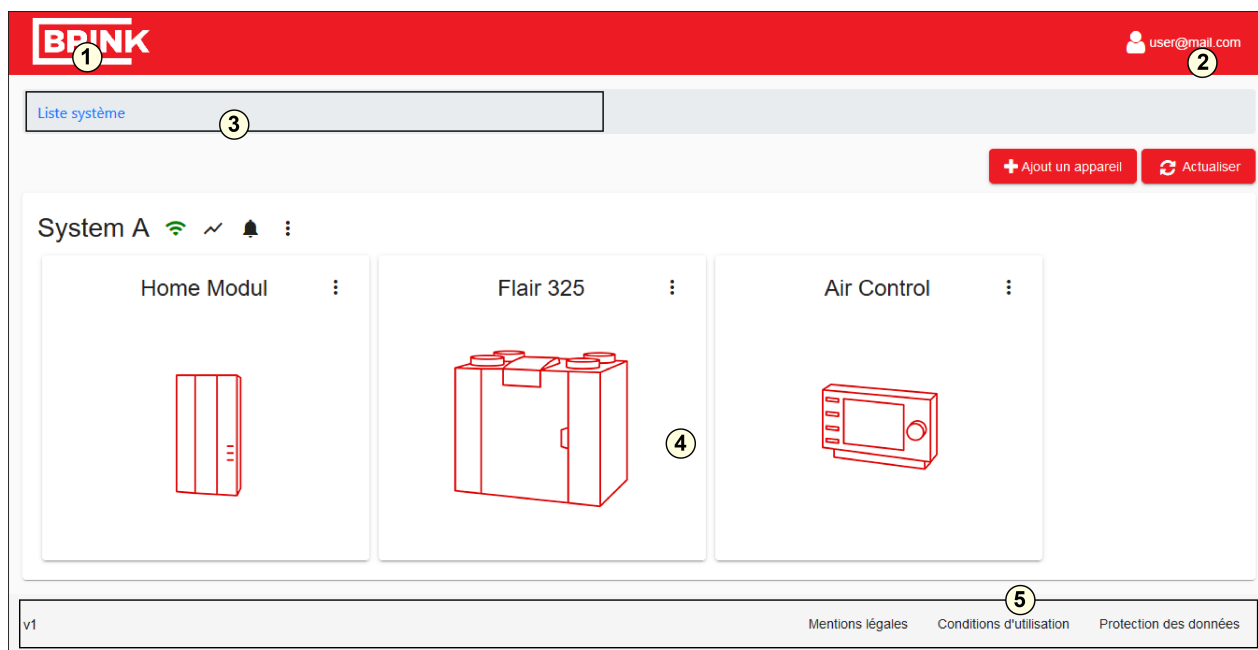 BRINK
1
user@mail.com
2
Liste système
3
Ajout un appareil
Actualiser
System A
Home Modul
Flair 325
Air Control
4
5
v1
Mentions légales
Conditions d'utilisation
Protection des données